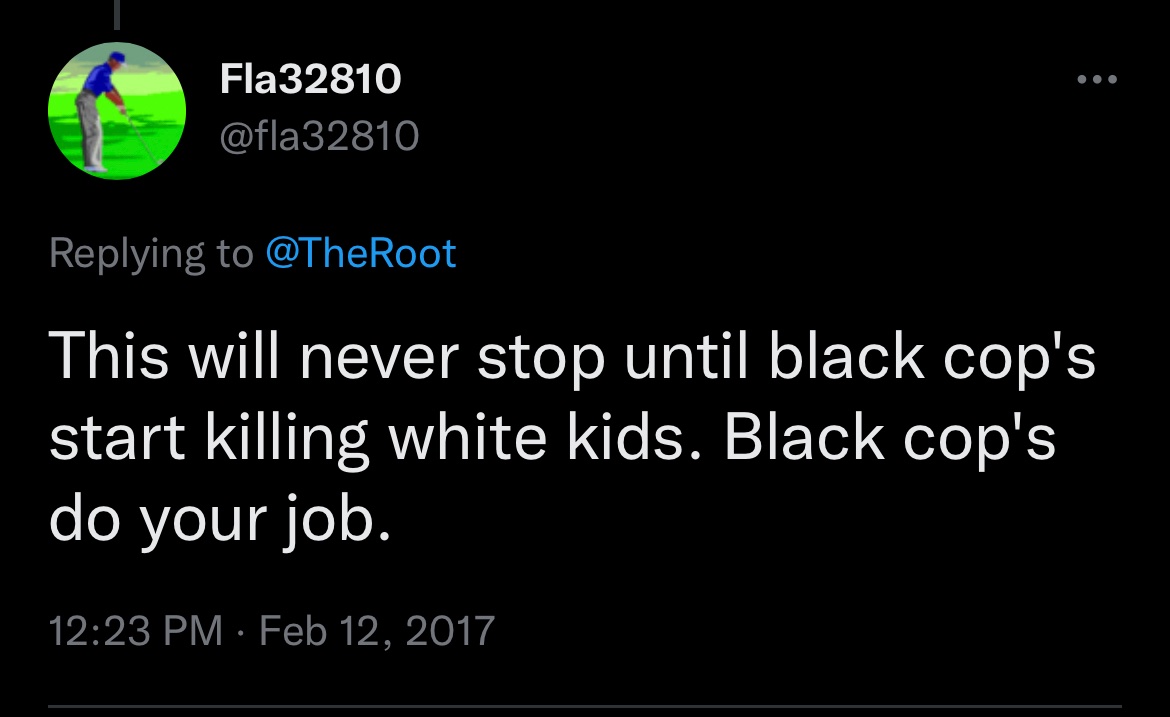 Fla32810
@fla32810
Replying to @TheRoot
This will never stop until black cop's
start killing white kids. Black cop's
do your job.
12:23 PM · Feb 12, 2017